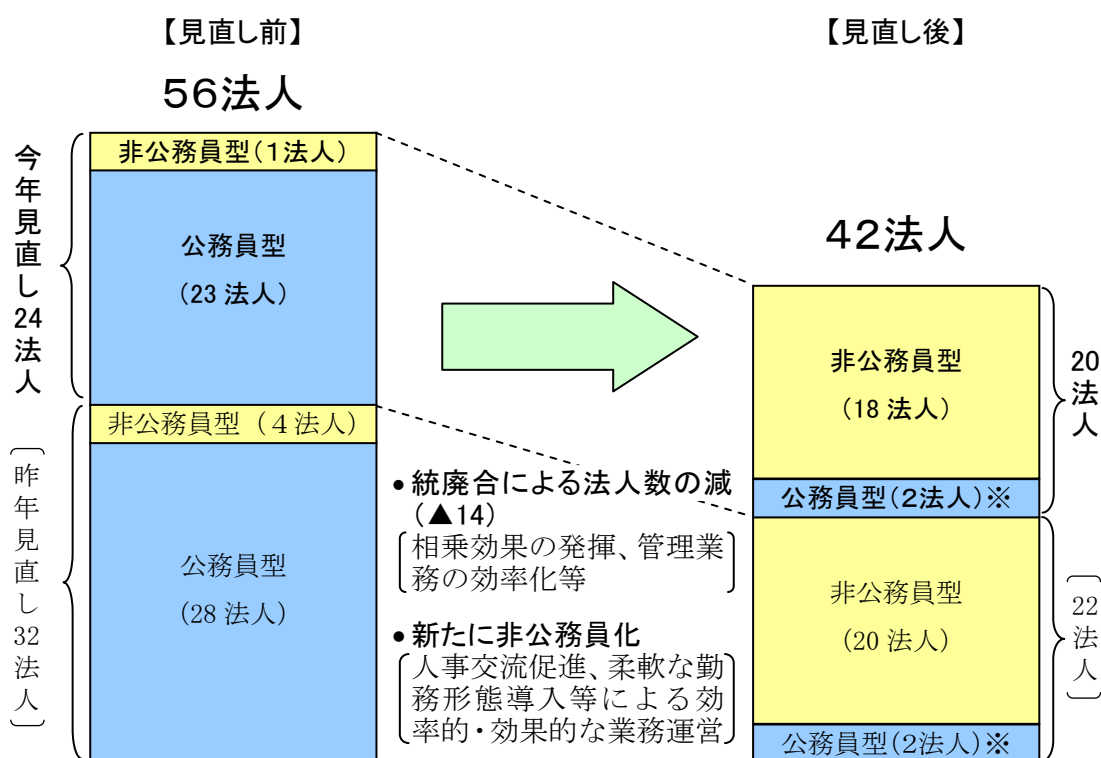 【見直し前】
56法人
今年見直し24法人
非公務員型(1法人)
公務員型
(23 法人)
〔昨年見直し32法人〕
非公務員型（４法人）
公務員型
(28 法人)
• 統廃合による法人数の減
(▲14)
相乗効果の発揮、管理業
務の効率化等
• 新たに非公務員化
人事交流促進、柔軟な勤
務形態導入等による効
率的・効果的な業務運営
【見直し後】
42法人
非公務員型
(18 法人)
公務員型(2法人)※
20法人
非公務員型
(20 法人)
公務員型(2法人)※
〔22法人〕